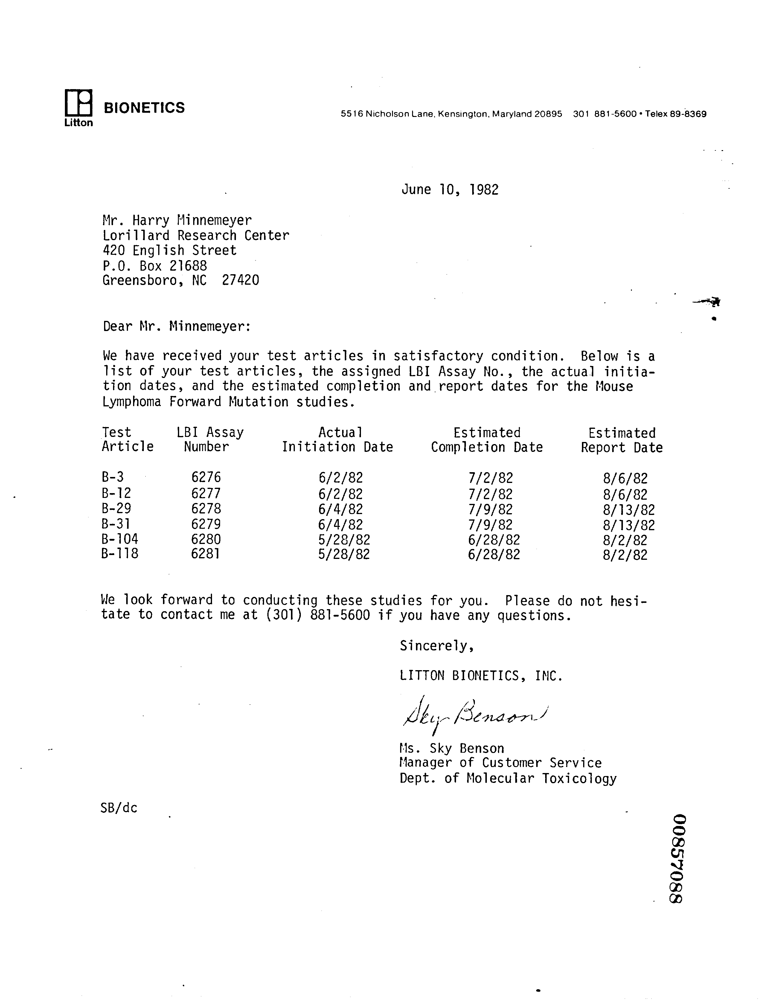 BIONETICS
Litton
5516 Nicholson Lane, Kensington, Maryland 20895 301 881-5600 • Telex 89-8369
June 10, 1982
Mr. Harry Minnemeyer
Lorillard Research Center
420 English Street
P.O. Box 21688
Greensboro, NC 27420
Dear Mr. Minnemeyer:
We have received your test articles in satisfactory condition. Below is a
list of your test articles, the assigned LBI Assay No., the actual initia-
tion dates, and the estimated completion and report dates for the Mouse
Lymphoma Forward Mutation studies.
Test LBI Assay Actual Estimated Estimated
Article Number Initiation Date Completion Date Report Date
B-3 6276 6/2/82 7/2/82 8/6/82
B-12 6277 6/2/82 7/2/82 8/6/82
B-29 6278 6/4/82 7/9/82 8/13/82
B-31 6279 6/4/82 7/9/82 8/13/82
B-104 6280 5/28/82 6/28/82 8/2/82
B-118 6281 5/28/82 6/28/82 8/2/82
We look forward to conducting these studies for you. Please do not hesi-
tate to contact me at (301) 881-5600 if you have any questions.
Sincerely,
LITTON BIONETICS, INC.
Sky Benson
Ms. Sky Benson
Manager of Customer Service
Dept. of Molecular Toxicology
SB/dc
00857088